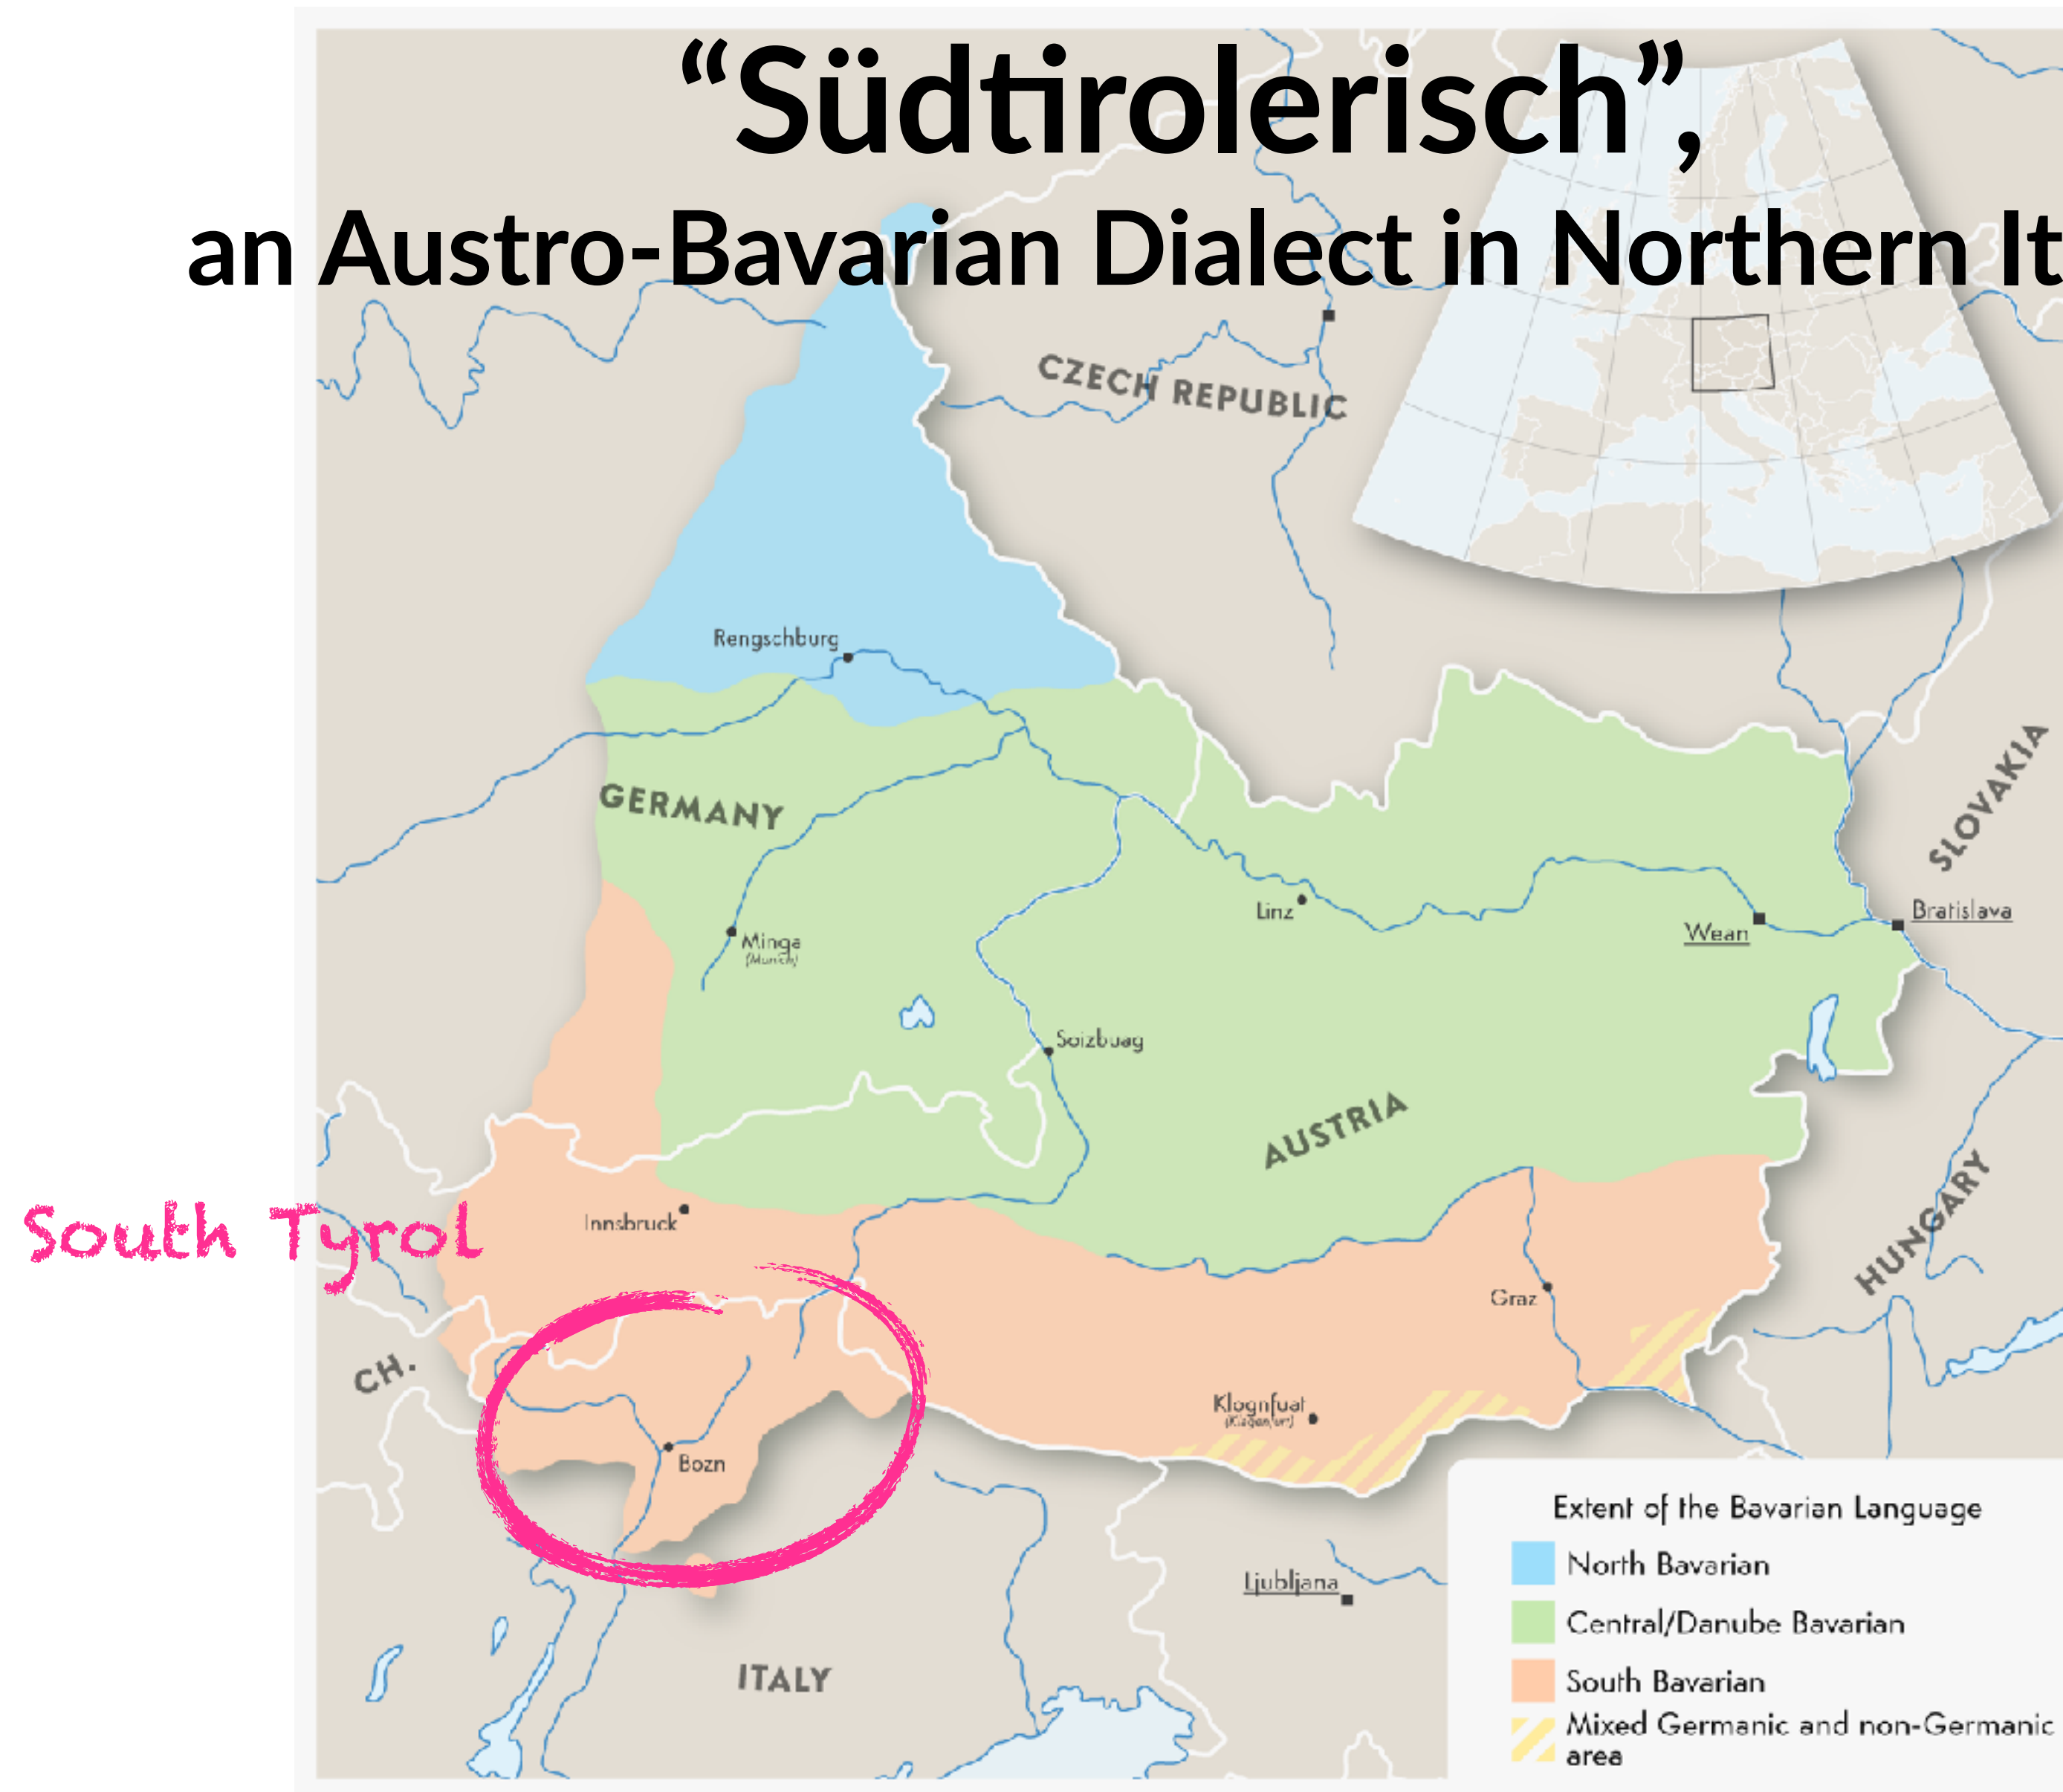 “Südtirolerisch”,
an Austro-Bavarian Dialect in Northern It
CZECH REPUBLIC
Rengschburg
GERMANY
SLOVAKIA
Linz
Wean
Bratislava
Minga
(Munich)
Soizbuag
AUSTRIA
HUNGARY
South Tyrol
Innsbruck
Graz
CH.
Klognfuat
(Klagenfurt)
Bozn
Ljubljana
ITALY
Extent of the Bavarian Language
North Bavarian
Central/Danube Bavarian
South Bavarian
Mixed Germanic and non-Germanic
area